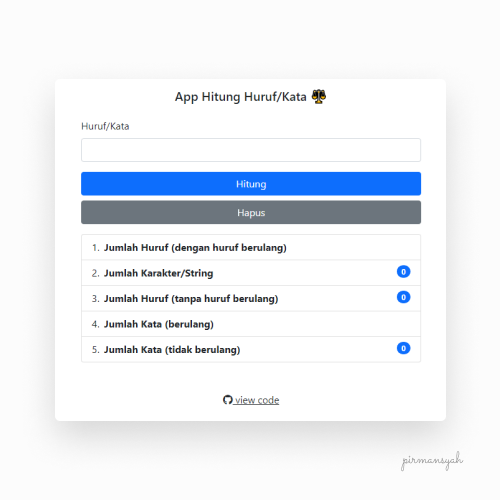 App Hitung Huruf/Kata
Huruf/Kata
Hitung
Hapus
1. Jumlah Huruf (dengan huruf berulang)
2. Jumlah Karakter/String 0
3. Jumlah Huruf (tanpa huruf berulang) 0
4. Jumlah Kata (berulang)
5. Jumlah Kata (tidak berulang) 0
view code
pirmansyah